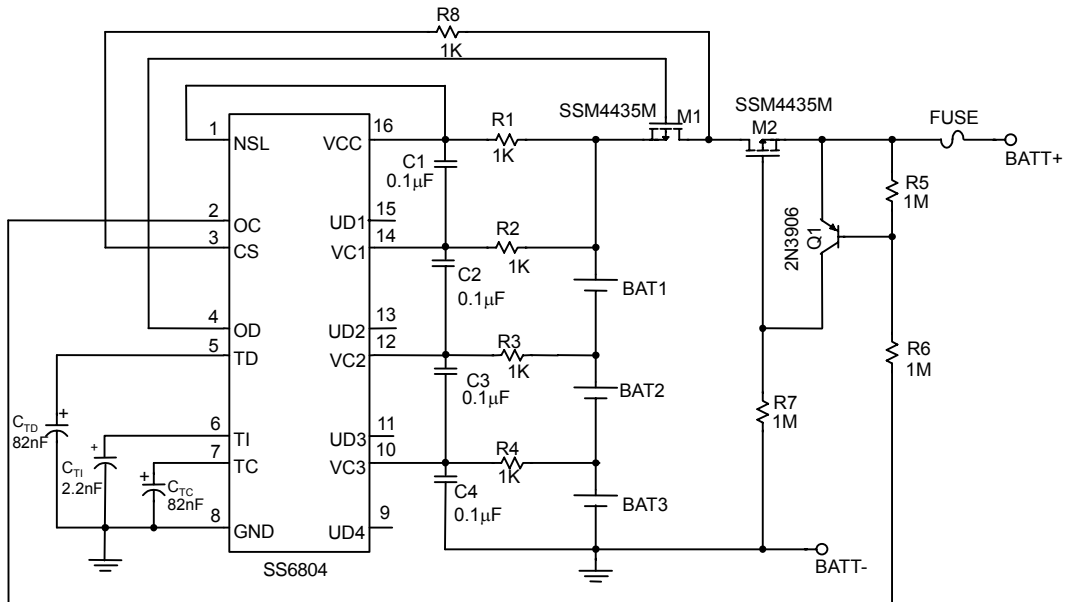 R8
1K
SSM4435M
M1
SSM4435M
M2
FUSE
BATT+
1
NSL
VCC
16
R1
1K
C1
0.1μF
R5
1M
2
OC
UD1
15
3
CS
VC1
14
R2
1K
2N3906
Q1
C2
0.1μF
BAT1
4
OD
UD2
13
5
TD
VC2
12
R3
1K
R6
1M
C3
0.1μF
BAT2
R7
1M
CTD
82nF
+
6
TI
UD3
11
CTI
2.2nF
+
7
TC
VC3
10
R4
1K
CTC
82nF
+
C4
0.1μF
BAT3
8
GND
UD4
9
SS6804
BATT-